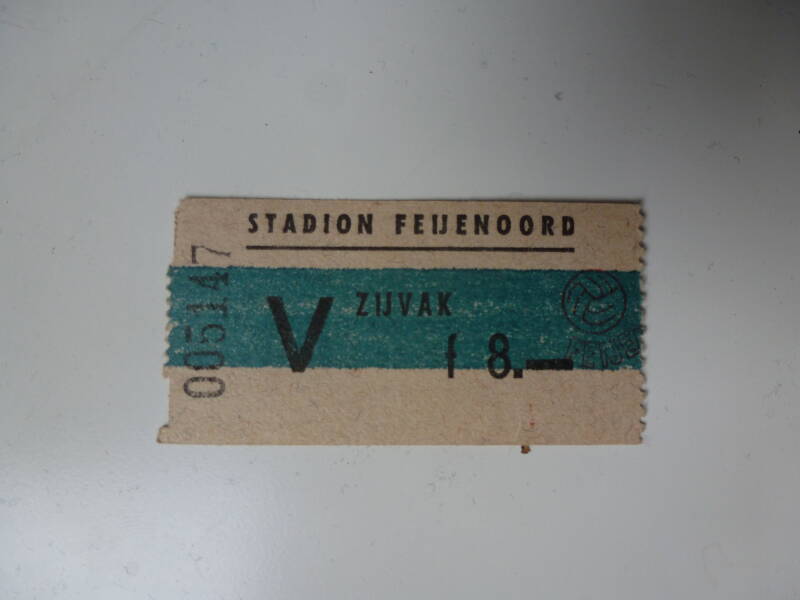 STADION FEIJENOORD
005147
V
ZIJVAK
f 8.—